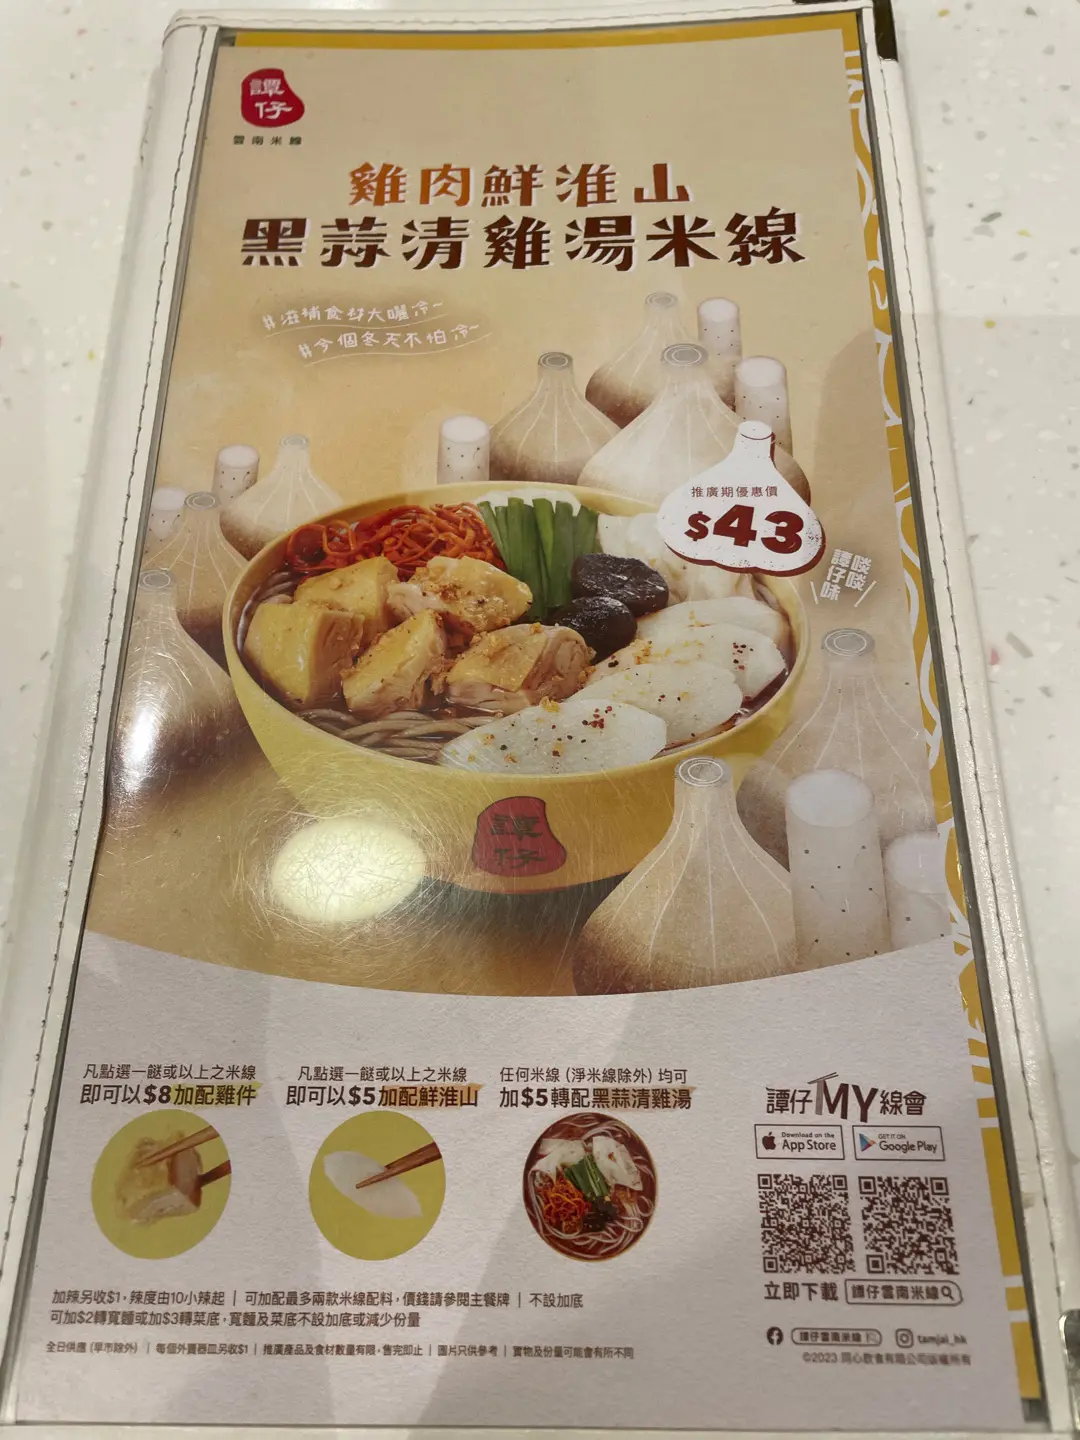 譚仔
雲南米線
雞肉鮮淮山
黑蒜清雞湯米線
#滋補食材大曬冷~
#今個冬天不怕冷~
推廣期優惠價
$43
啖啖
譚仔味
譚仔
凡點選一餸或以上之米線
即可以$8加配雞件
凡點選一餸或以上之米線
即可以$5加配鮮淮山
任何米線 (淨米線除外) 均可
加$5轉配黑蒜清雞湯
譚仔MY線會
Download on the
App Store
GET IT ON
Google Play
立即下載
譚仔雲南米線
加辣另收$1，辣度由10小辣起 | 可加配最多兩款米線配料，價錢請參閱主餐牌 | 不設加底
可加$2轉寬麵或加$3轉菜底，寬麵及菜底不設加底或減少份量
全日供應 (早市除外) | 每個外賣器皿另收$1 | 推廣產品及食材數量有限，售完即止 | 圖片只供參考 | 實物及份量可能會有所不同
譚仔雲南米線
tamjai_hk
©2023 同心飲食有限公司版權所有